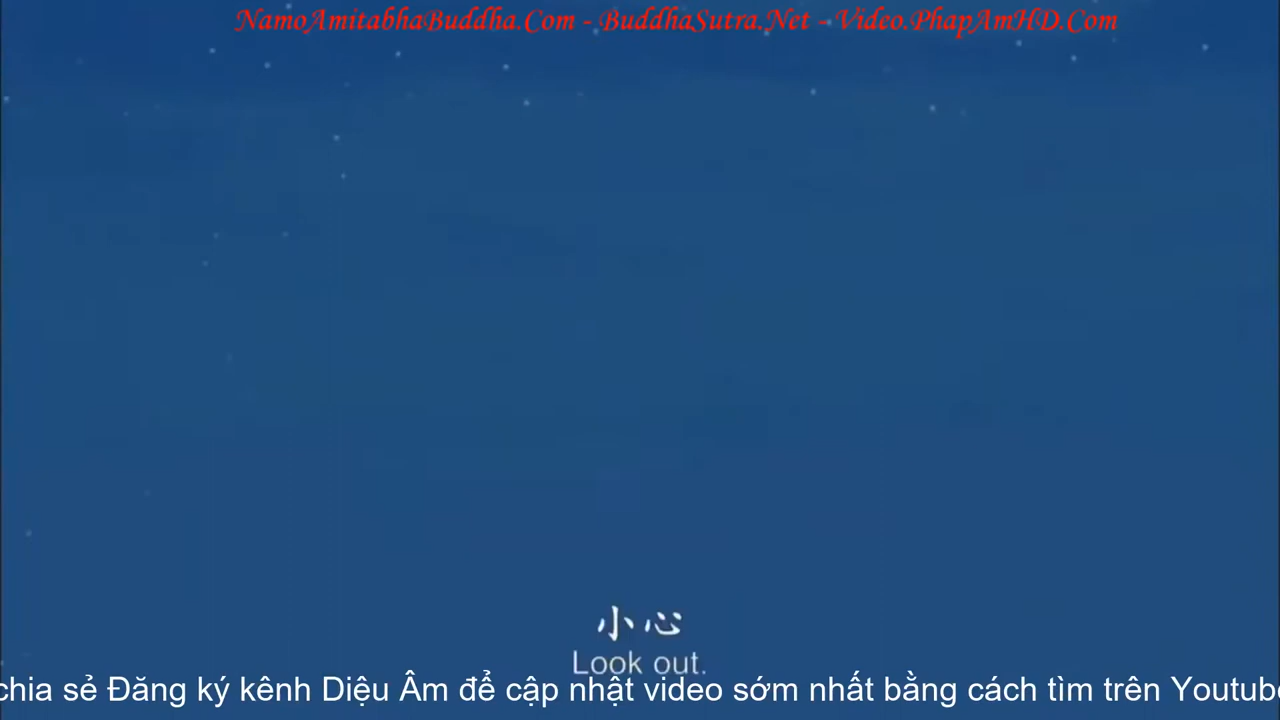 NamoAmitabhaBuddha.Com - BuddhaSutra.Net - Video.PhapAmHD.Com
小心
Look out.
chia sẻ Đăng ký kênh Diệu Âm để cập nhật video sớm nhất bằng cách tìm trên Youtube